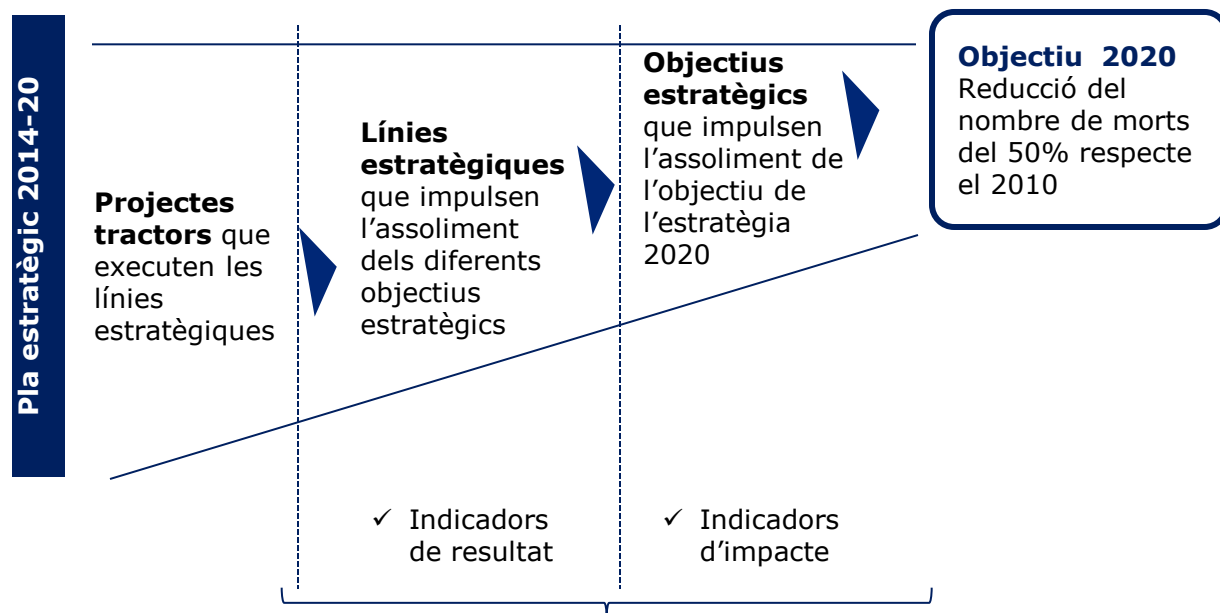 Pla estratègic 2014-20
Projectes
tractors que
executen les
línies
estratègiques
Línies
estratègiques
que impulsen
l’assoliment
dels diferents
objectius
estratègics
Objectius
estratègics
que impulsen
l’assoliment de
l’objectiu de
l’estratègia
2020
Objectiu 2020
Reducció del
nombre de morts
del 50% respecte
el 2010
✓ Indicadors
de resultat
✓ Indicadors
d’impacte